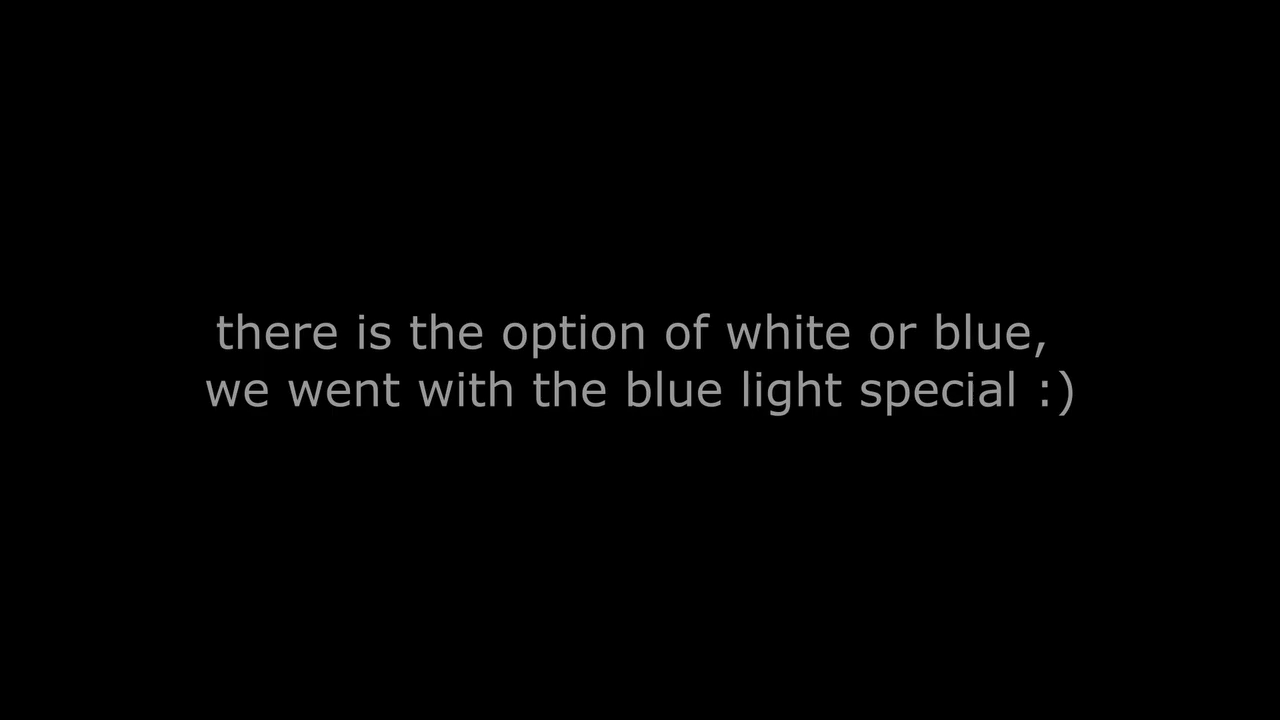 there is the option of white or blue,
we went with the blue light special :)